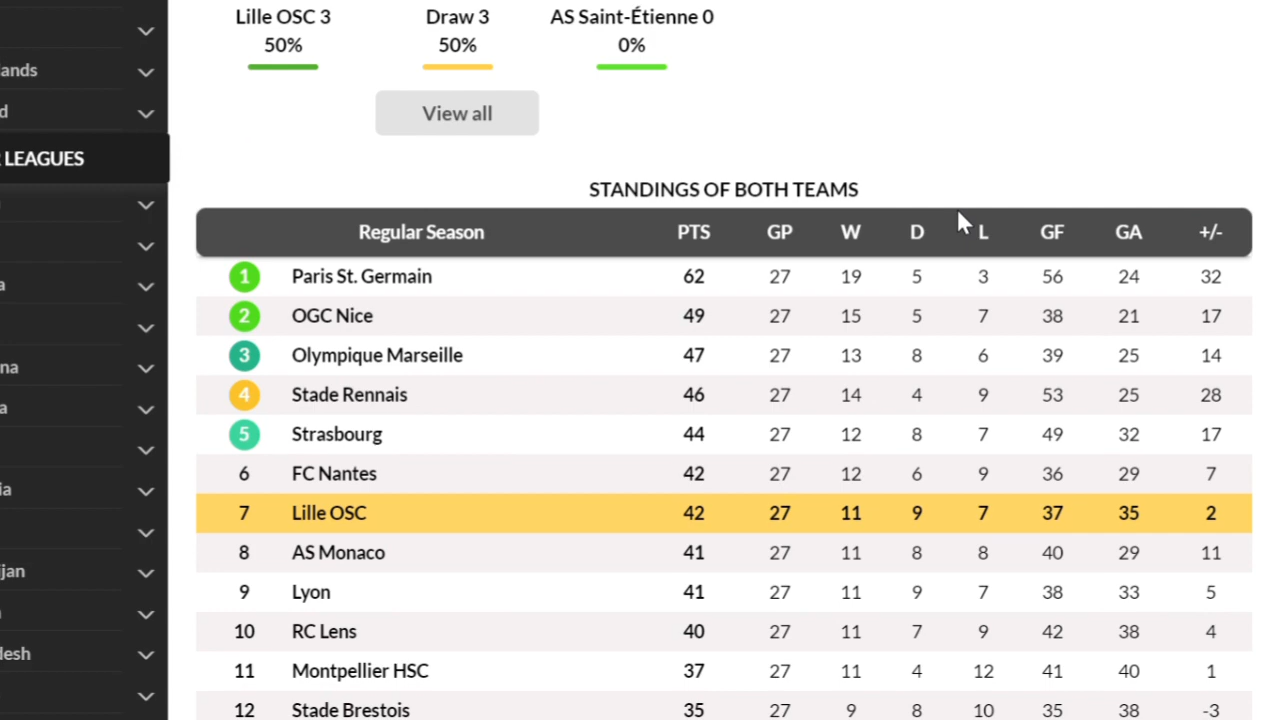 Lille OSC 3 Draw 3 AS Saint-Étienne 0
50% 50% 0%
lands
d
View all
LEAGUES
STANDINGS OF BOTH TEAMS
Regular Season PTS GP W D L GF GA +/-
1 Paris St. Germain 62 27 19 5 3 56 24 32
2 OGC Nice 49 27 15 5 7 38 21 17
a
3 Olympique Marseille 47 27 13 8 6 39 25 14
na
4 Stade Rennais 46 27 14 4 9 53 25 28
a
5 Strasbourg 44 27 12 8 7 49 32 17
6 FC Nantes 42 27 12 6 9 36 29 7
ia
7 Lille OSC 42 27 11 9 7 37 35 2
8 AS Monaco 41 27 11 8 8 40 29 11
ijan
9 Lyon 41 27 11 9 7 38 33 5
10 RC Lens 40 27 11 7 9 42 38 4
desh
11 Montpellier HSC 37 27 11 4 12 41 40 1
12 Stade Brestois 35 27 9 8 10 35 38 -3